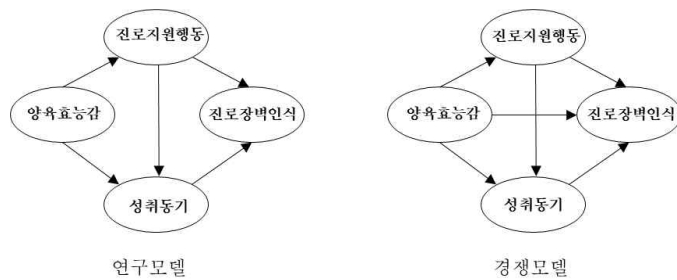 진로지원행동
양육효능감
진로장벽인식
성취동기
연구모델
진로지원행동
양육효능감
진로장벽인식
성취동기
경쟁모델